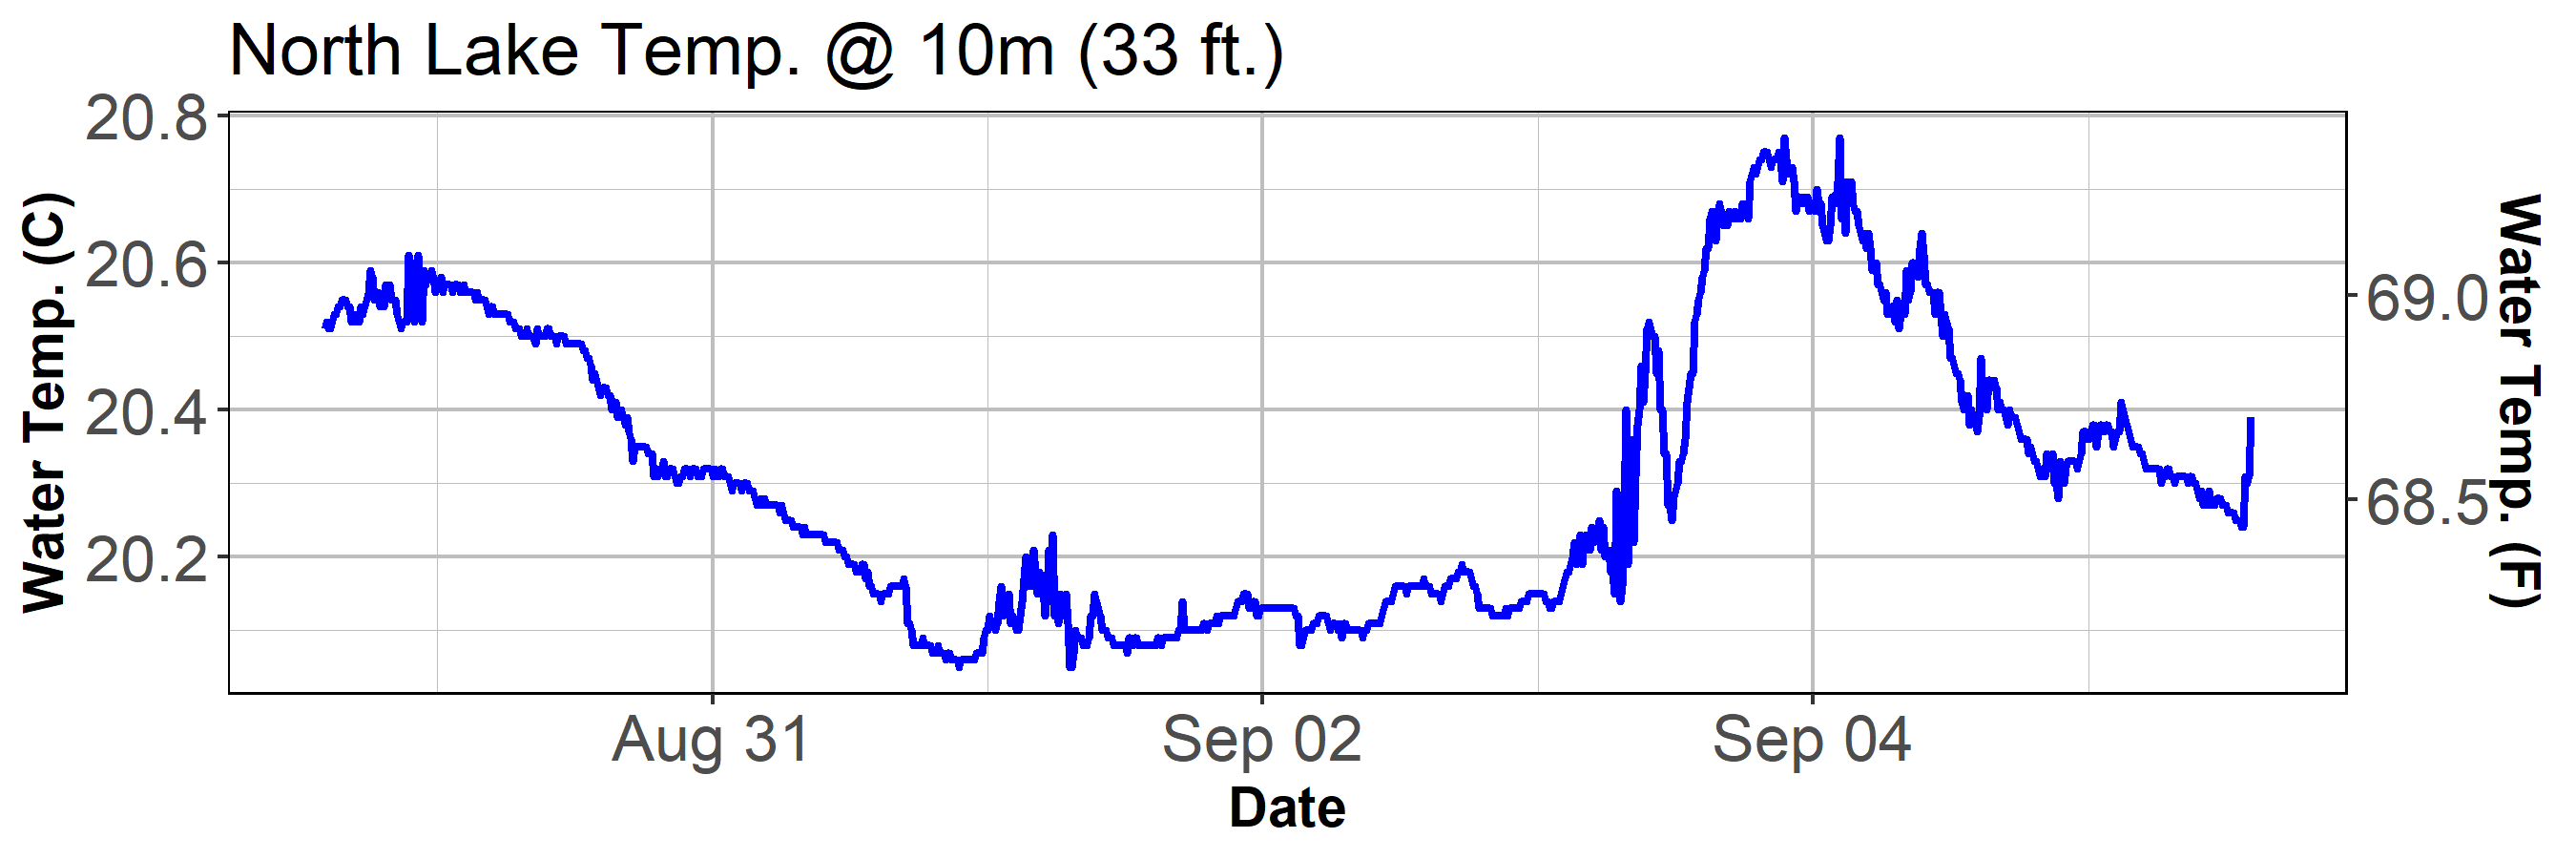 North Lake Temp. @ 10m (33 ft.)
Water Temp. (C)
20.8
20.6
20.4
20.2
Water Temp. (F)
69.0
68.5
Aug 31
Sep 02
Sep 04
Date